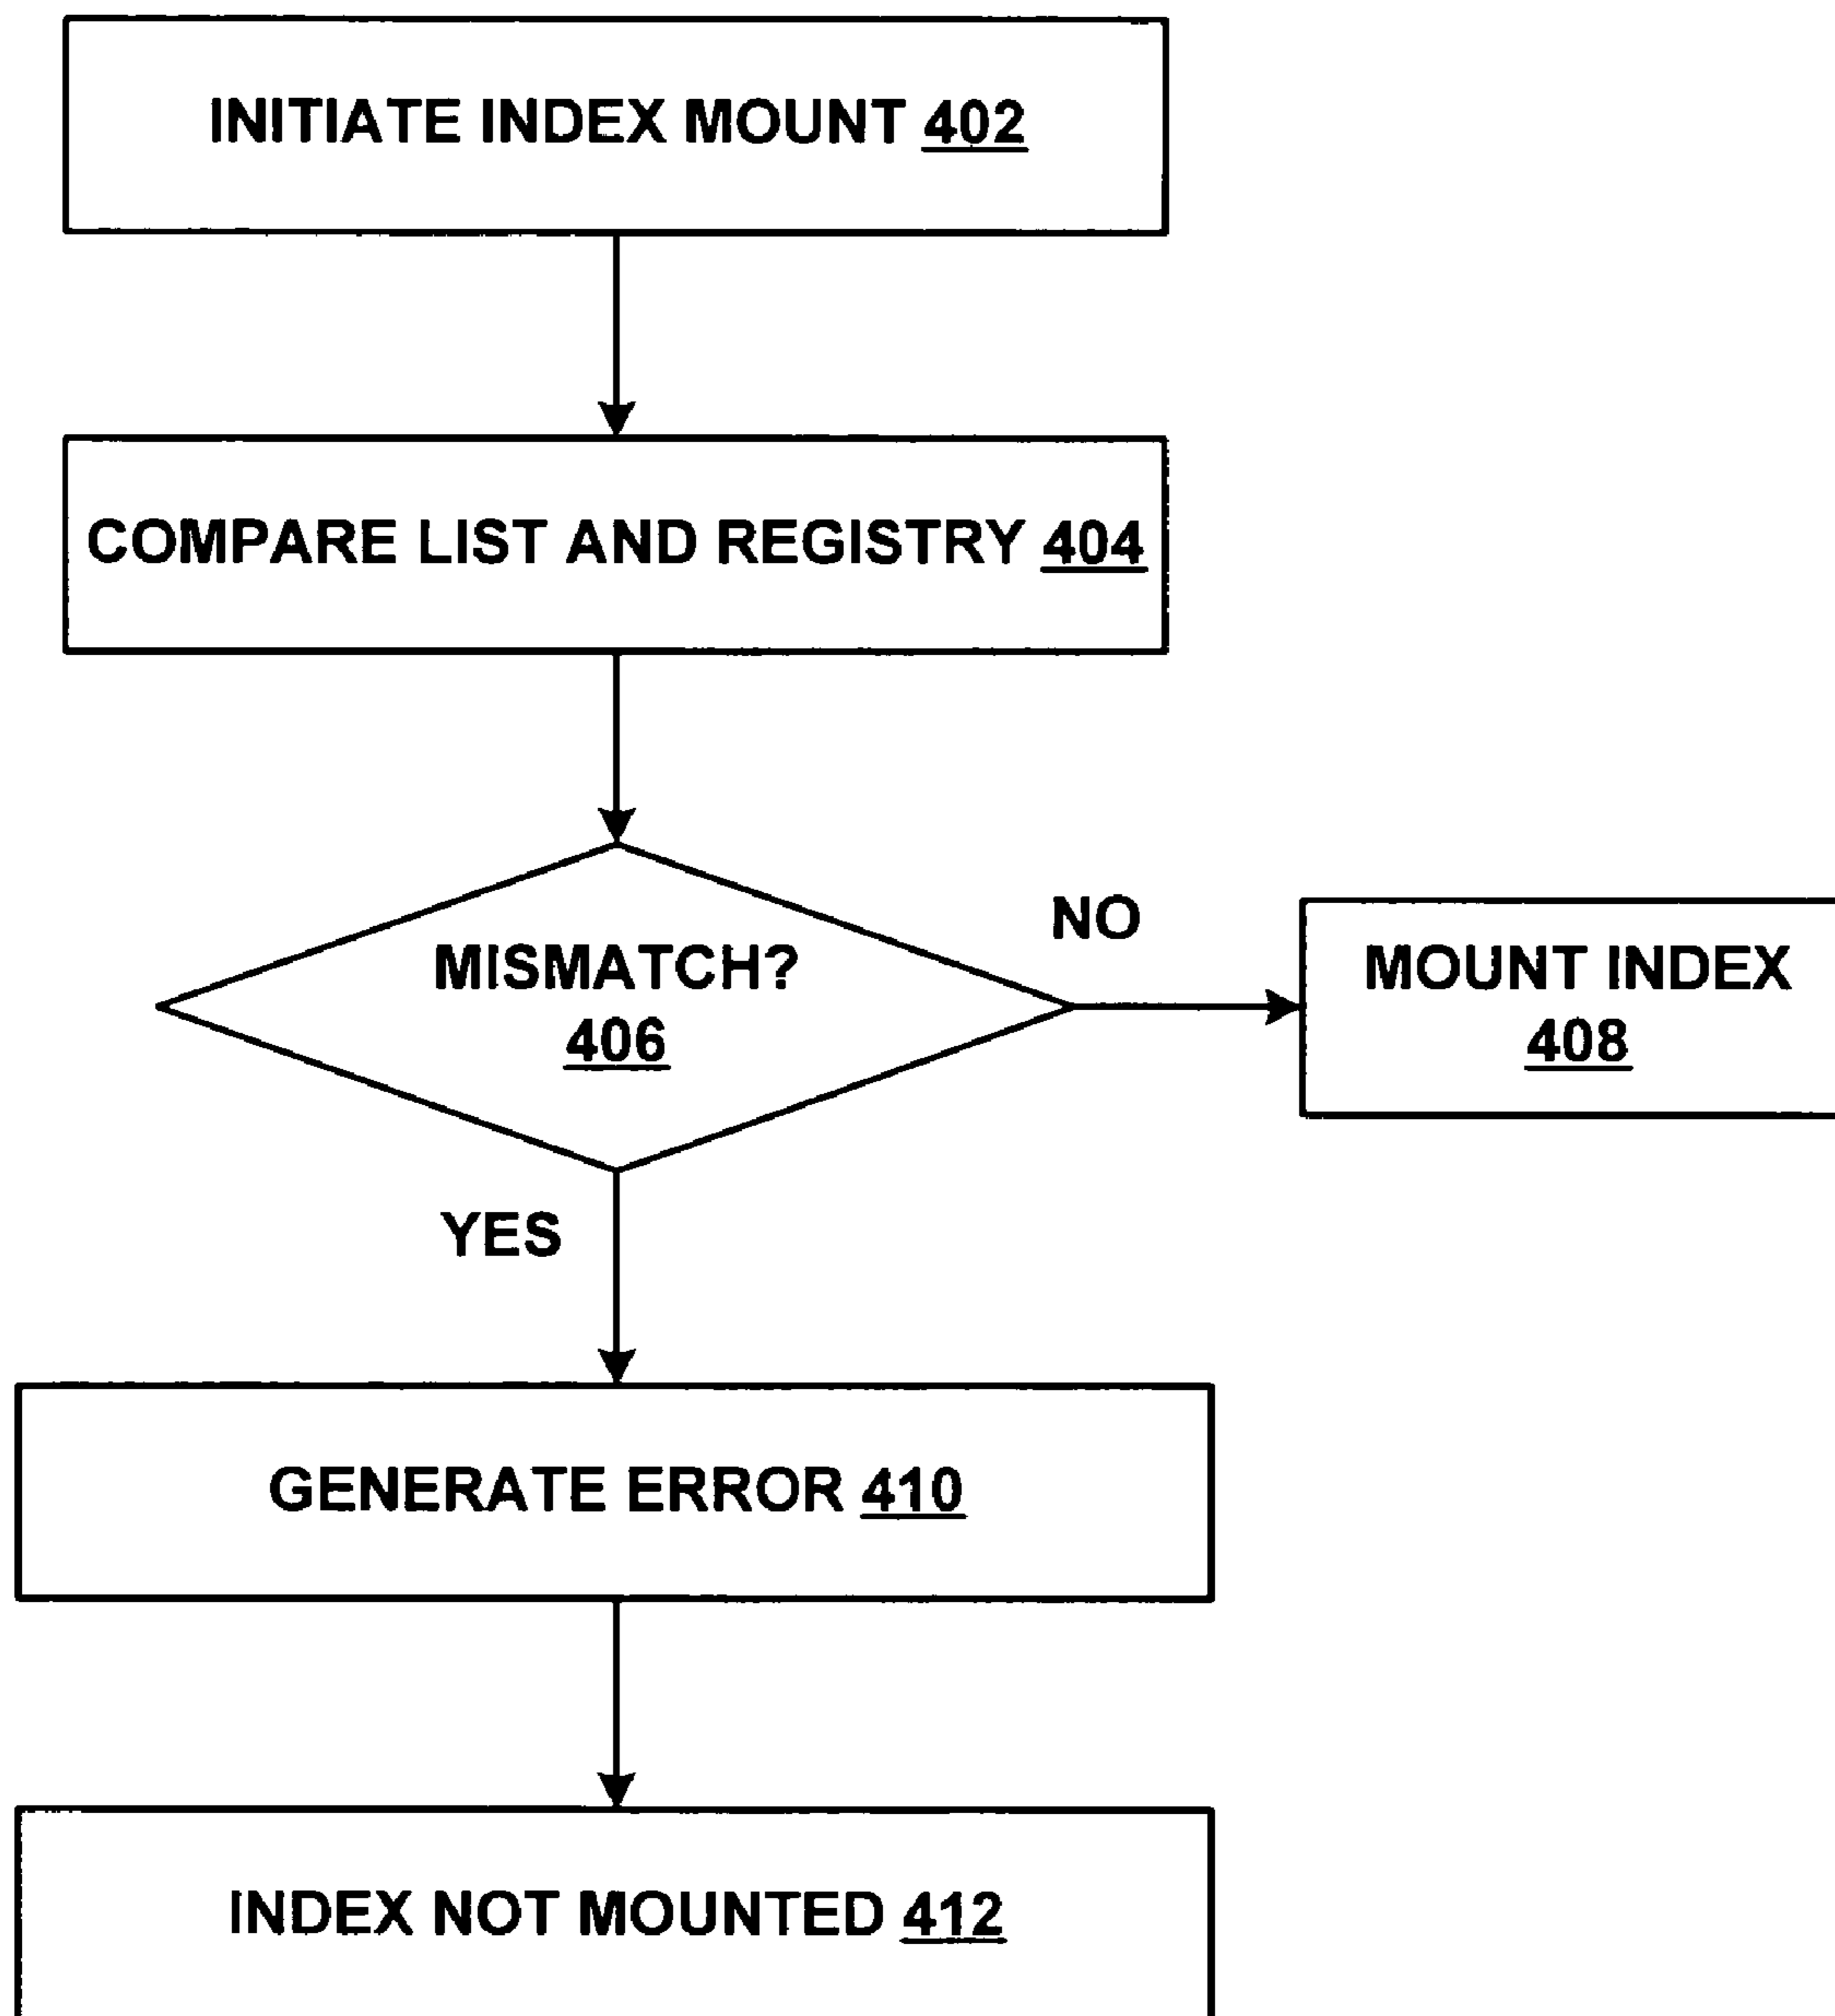 INITIATE INDEX MOUNT 402
COMPARE LIST AND REGISTRY 404
MISMATCH?
406
NO
MOUNT INDEX
408
YES
GENERATE ERROR 410
INDEX NOT MOUNTED 412